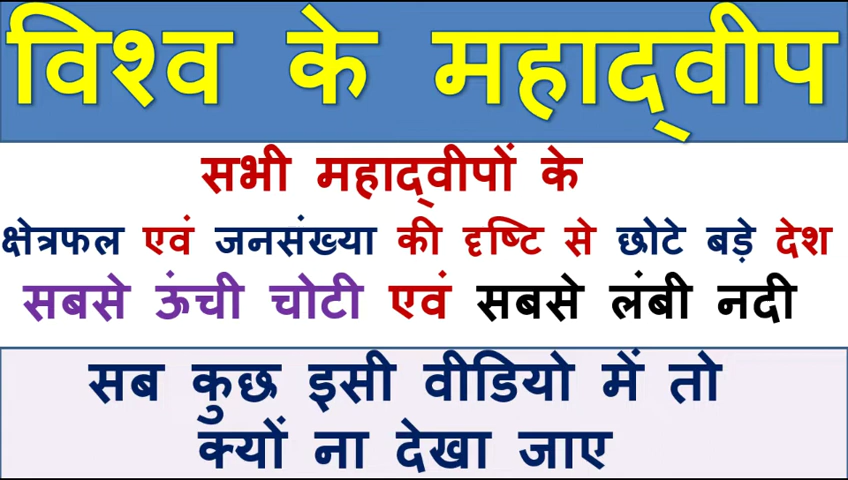 विश्व के महाद्वीप
सभी महाद्वीपों के
क्षेत्रफल एवं जनसंख्या की दृष्टि से छोटे बड़े देश
सबसे ऊंची चोटी एवं सबसे लंबी नदी
सब कुछ इसी वीडियो में तो
क्यों ना देखा जाए